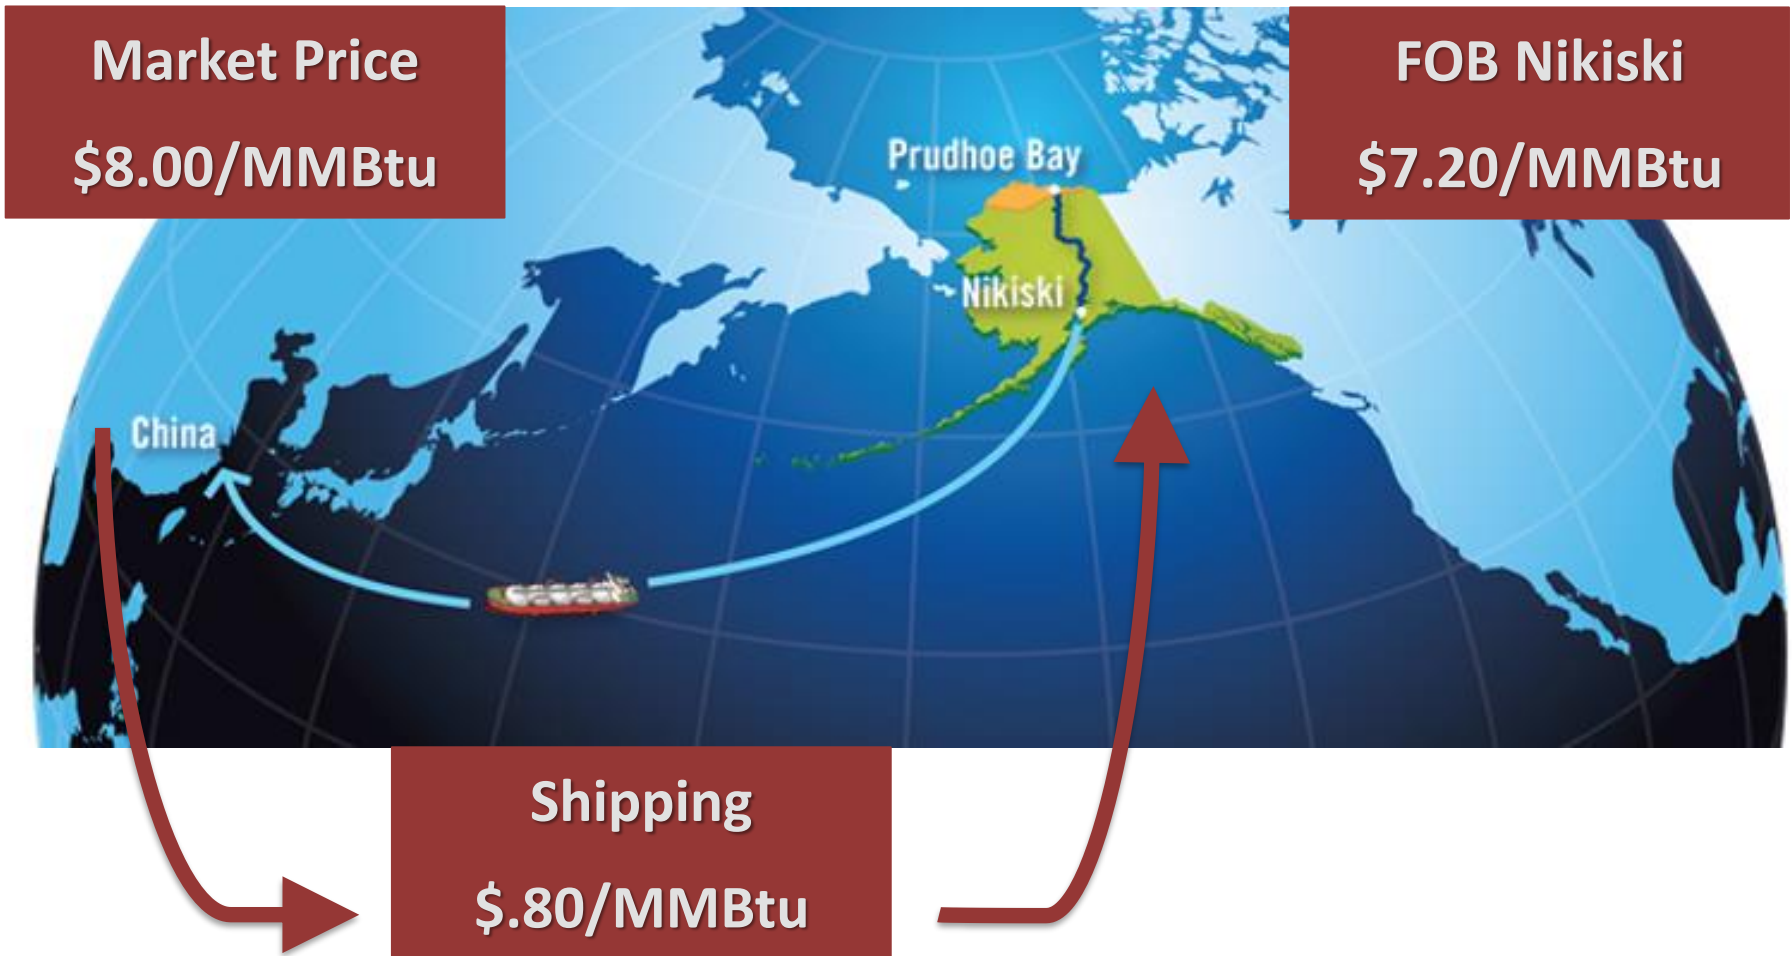 Market Price
$8.00/MMBtu
FOB Nikiski
$7.20/MMBtu
Prudhoe Bay
Nikiski
China
Shipping
$.80/MMBtu